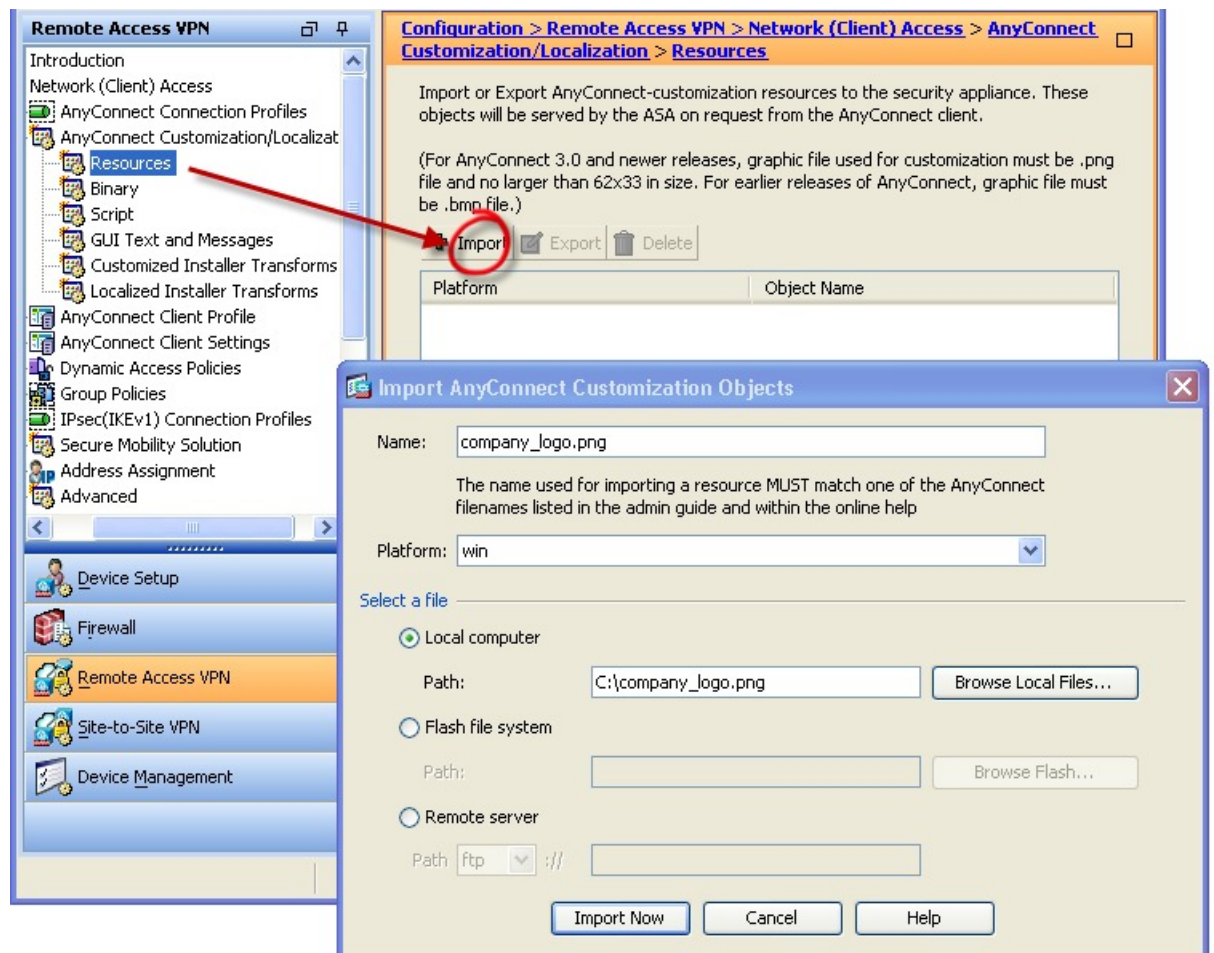 Remote Access VPN
Introduction
Network (Client) Access
AnyConnect Connection Profiles
AnyConnect Customization/Localizat
Resources
Binary
Script
GUI Text and Messages
Customized Installer Transforms
Localized Installer Transforms
AnyConnect Client Profile
AnyConnect Client Settings
Dynamic Access Policies
Group Policies
IPsec(IKEv1) Connection Profiles
Secure Mobility Solution
Address Assignment
Advanced
Device Setup
Firewall
Remote Access VPN
Site-to-Site VPN
Device Management
Configuration > Remote Access VPN > Network (Client) Access > AnyConnect
Customization/Localization > Resources
Import or Export AnyConnect-customization resources to the security appliance. These
objects will be served by the ASA on request from the AnyConnect client.
(For AnyConnect 3.0 and newer releases, graphic file used for customization must be .png
file and no larger than 62x33 in size. For earlier releases of AnyConnect, graphic file must
be .bmp file.)
Import Export Delete
Platform Object Name
Import AnyConnect Customization Objects
Name: company_logo.png
The name used for importing a resource MUST match one of the AnyConnect
filenames listed in the admin guide and within the online help
Platform: win
Select a file
Local computer
Path: C:\company_logo.png Browse Local Files...
Flash file system
Path: Browse Flash...
Remote server
Path ftp ://
Import Now Cancel Help